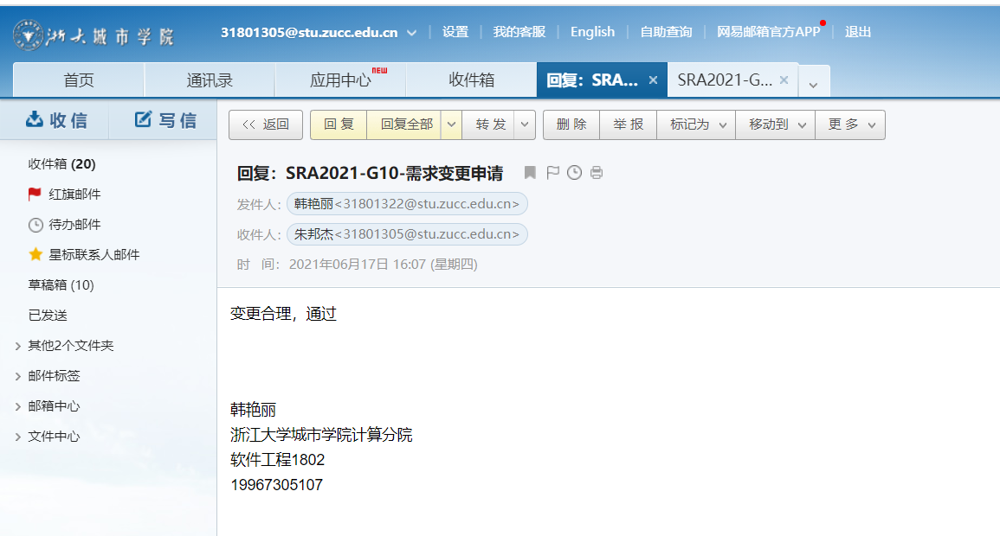 浙大城市学院
31801305@stu.zucc.edu.cn 设置 我的客服 English 自助查询 网易邮箱官方APP 退出
首页 通讯录 应用中心 NEW 收件箱 回复：SRA... × SRA2021-G... ×
收信 写信
<< 返回 回复 回复全部 转发 删除 举报 标记为 移动到 更多
收件箱 (20)
红旗邮件
待办邮件
星标联系人邮件
草稿箱 (10)
已发送
其他2个文件夹
邮件标签
邮箱中心
文件中心
回复：SRA2021-G10-需求变更申请
发件人：韩艳丽<31801322@stu.zucc.edu.cn>
收件人：朱邦杰<31801305@stu.zucc.edu.cn>
时 间：2021年06月17日 16:07 (星期四)
变更合理，通过
韩艳丽
浙江大学城市学院计算分院
软件工程1802
19967305107